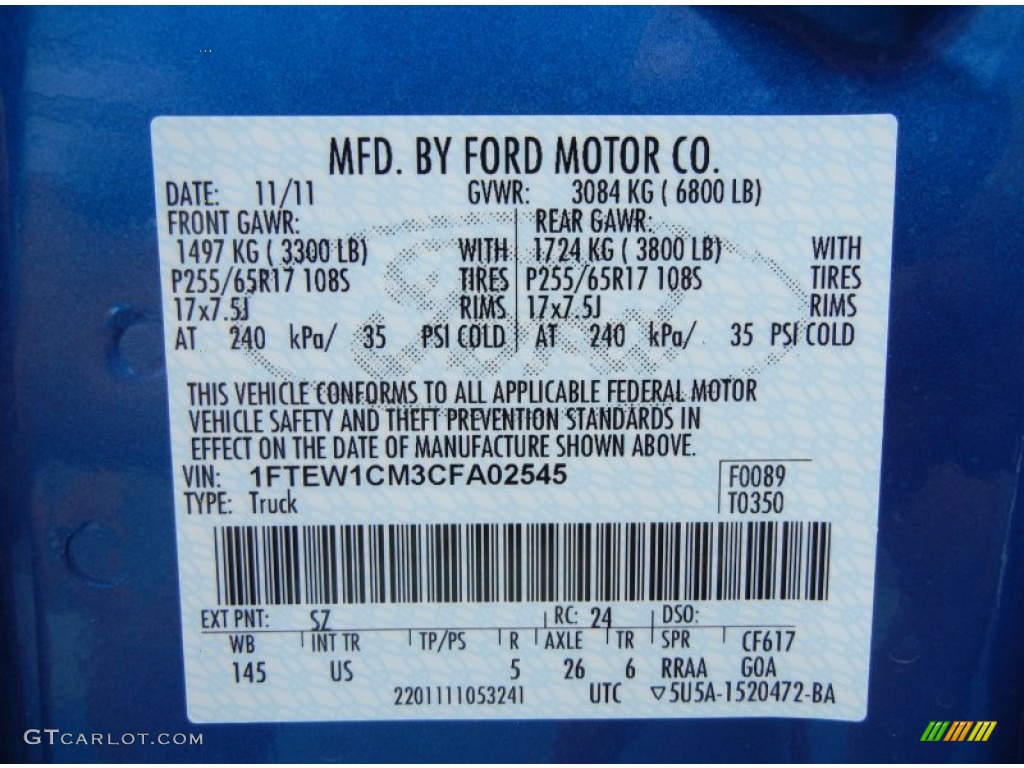 MFD. BY FORD MOTOR CO.
DATE: 11/11 GVWR: 3084 KG ( 6800 LB)
FRONT GAWR: REAR GAWR:
1497 KG ( 3300 LB) WITH 1724 KG ( 3800 LB) WITH
P255/65R17 108S TIRES P255/65R17 108S TIRES
17x7.5J RIMS 17x7.5J RIMS
AT 240 kPa/ 35 PSI COLD AT 240 kPa/ 35 PSI COLD
THIS VEHICLE CONFORMS TO ALL APPLICABLE FEDERAL MOTOR
VEHICLE SAFETY AND THEFT PREVENTION STANDARDS IN
EFFECT ON THE DATE OF MANUFACTURE SHOWN ABOVE.
VIN: 1FTEW1CM3CFA02545 F0089
TYPE: Truck T0350
EXT PNT: SZ RC: 24 DSO:
WB INT TR TP/PS R AXLE TR SPR CF617
145 US 5 26 6 RRAA GOA
2201111053241 UTC ▽5U5A-1520472-BA
GTCARLOT.COM